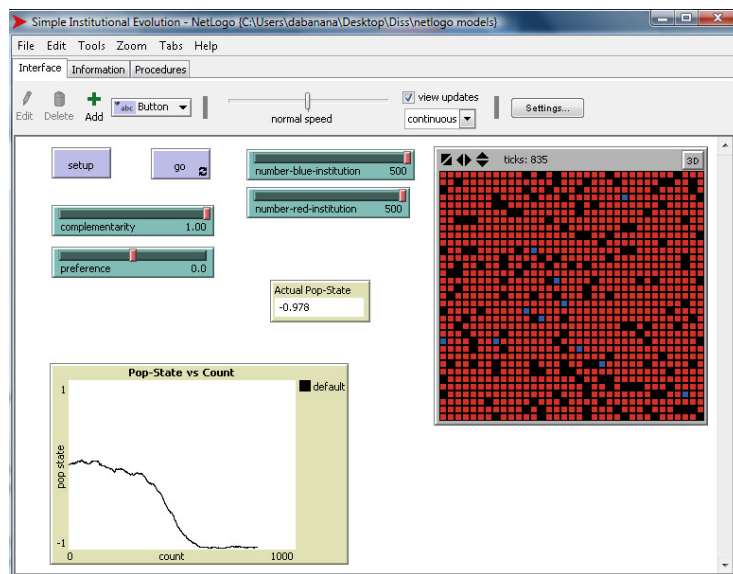 Simple Institutional Evolution - NetLogo {C:\Users\dabanana\Desktop\Diss\netlogo models}
File Edit Tools Zoom Tabs Help
Interface Information Procedures
Edit Delete Add abc Button normal speed view updates continuous Settings...
setup go number-blue-institution 500 ticks: 835 3D
number-red-institution 500
complementarity 1.00
preference 0.0
Actual Pop-State
-0.978
Pop-State vs Count
1 default
pop state
-1
0 count 1000